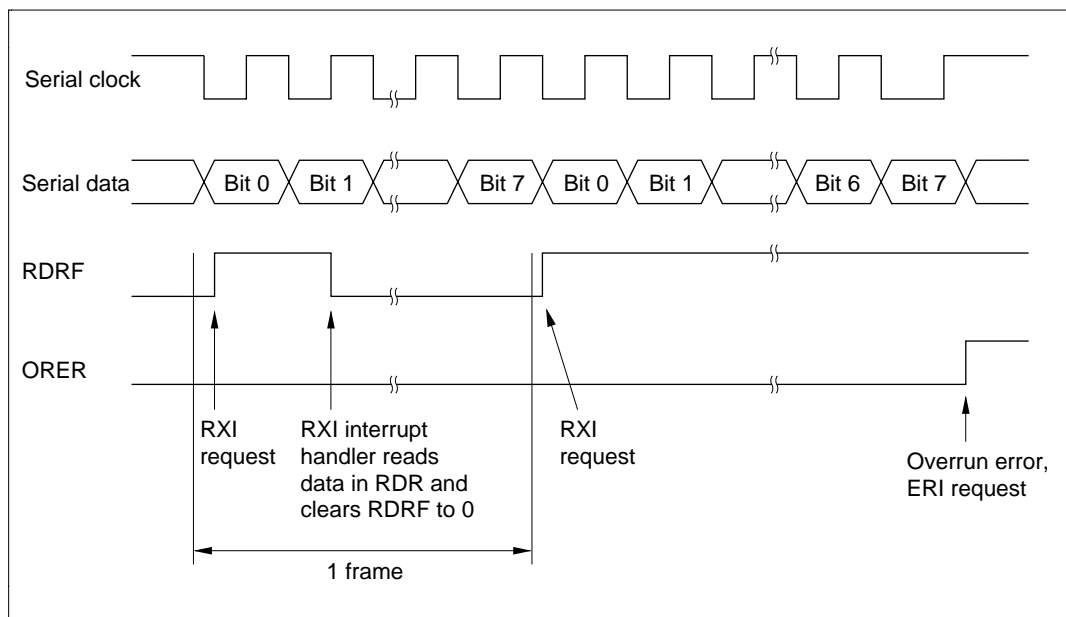 Serial clock
Serial data
Bit 0
Bit 1
Bit 7
Bit 0
Bit 1
Bit 6
Bit 7
RDRF
ORER
RXI
request
RXI interrupt
handler reads
data in RDR and
clears RDRF to 0
RXI
request
Overrun error,
ERI request
1 frame